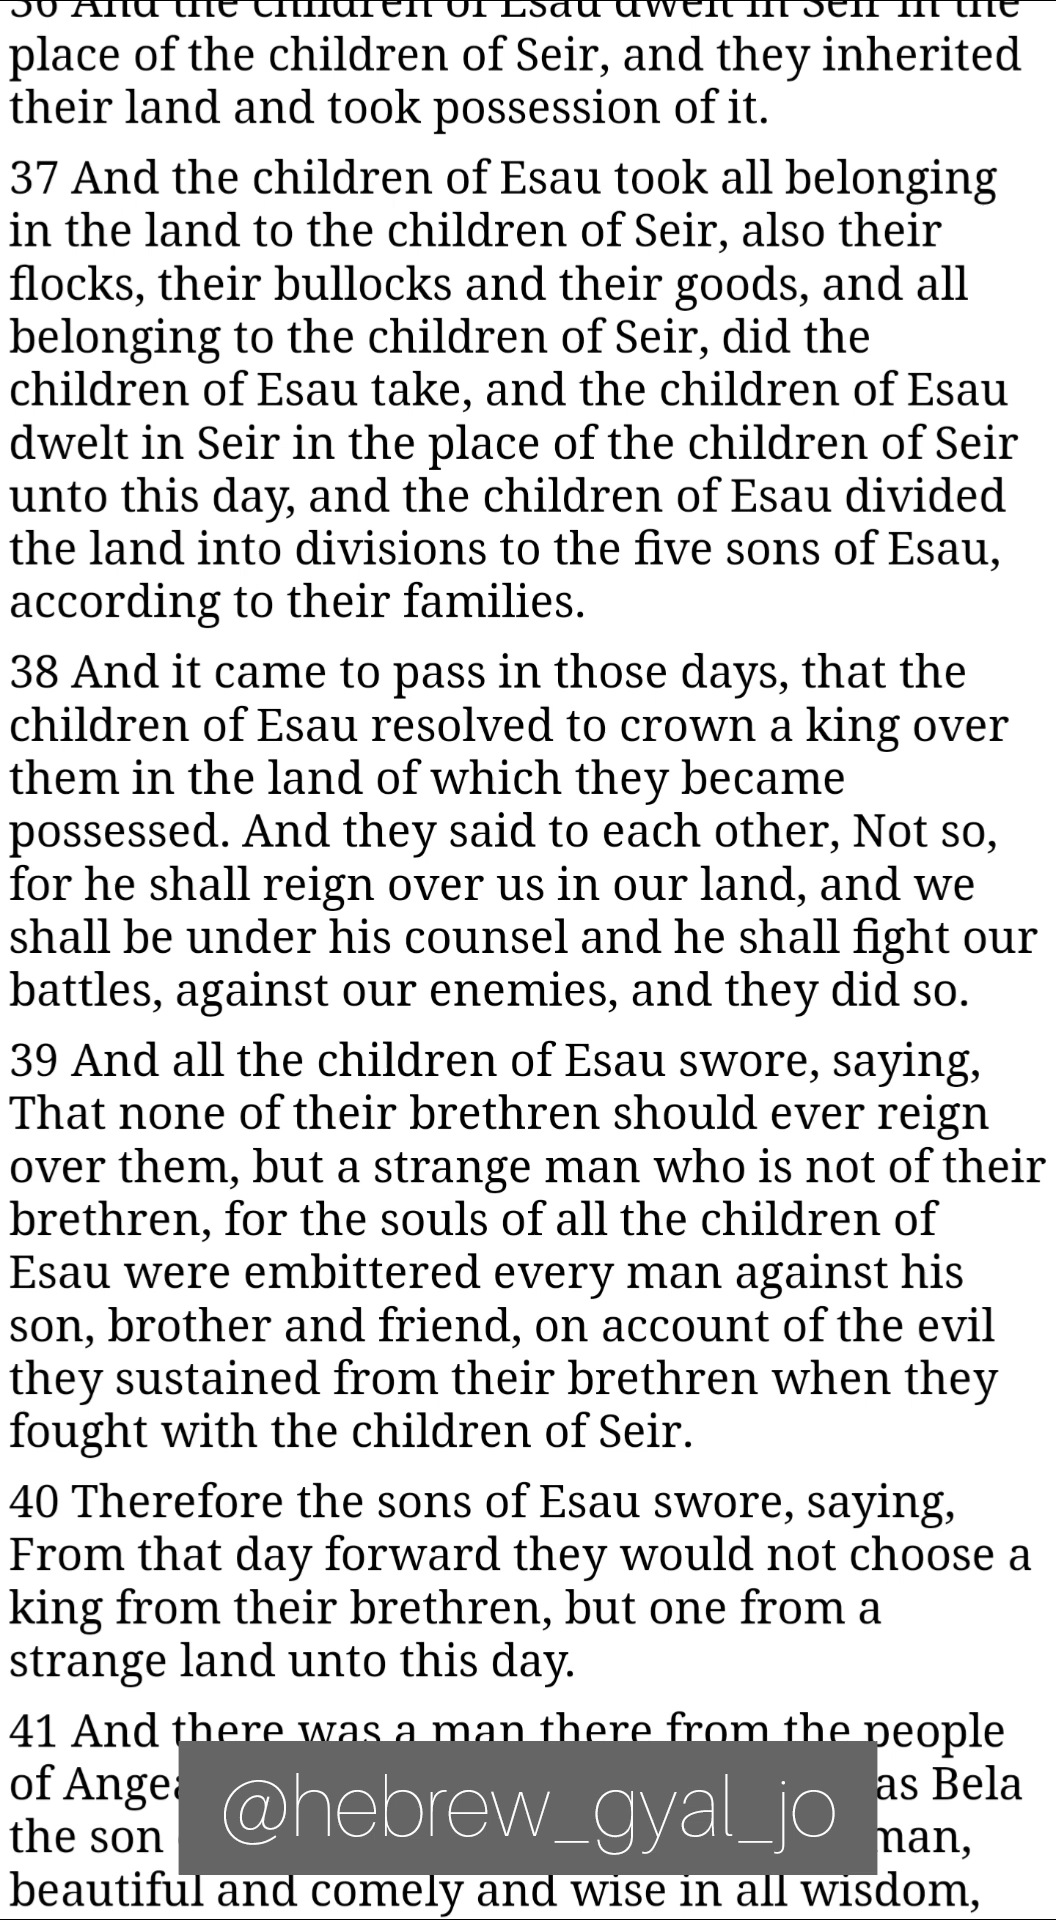 36 And the children of Esau dwelt in Seir in the
place of the children of Seir, and they inherited
their land and took possession of it.
37 And the children of Esau took all belonging
in the land to the children of Seir, also their
flocks, their bullocks and their goods, and all
belonging to the children of Seir, did the
children of Esau take, and the children of Esau
dwelt in Seir in the place of the children of Seir
unto this day, and the children of Esau divided
the land into divisions to the five sons of Esau,
according to their families.
38 And it came to pass in those days, that the
children of Esau resolved to crown a king over
them in the land of which they became
possessed. And they said to each other, Not so,
for he shall reign over us in our land, and we
shall be under his counsel and he shall fight our
battles, against our enemies, and they did so.
39 And all the children of Esau swore, saying,
That none of their brethren should ever reign
over them, but a strange man who is not of their
brethren, for the souls of all the children of
Esau were embittered every man against his
son, brother and friend, on account of the evil
they sustained from their brethren when they
fought with the children of Seir.
40 Therefore the sons of Esau swore, saying,
From that day forward they would not choose a
king from their brethren, but one from a
strange land unto this day.
41 And there was a man there from the people
of as Bela
@hebrew_gyal_jo
the son man,
beautiful and comely and wise in all wisdom,